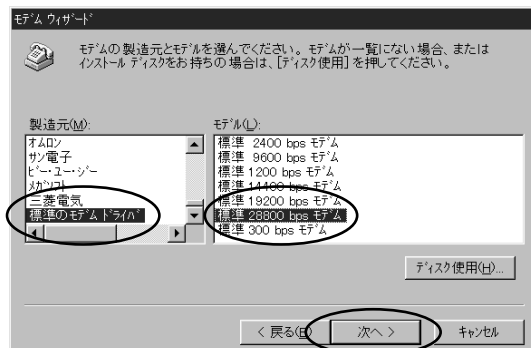 モデム ウィザード
モデムの製造元とモデルを選んでください。モデムが一覧にない場合、または
インストール ディスクをお持ちの場合は、[ディスク使用]を押してください。
製造元(M):
オムロン
サン電子
ビー・ユー・ジー
メガソフト
三菱電気
標準のモデム ドライバ
モデル(L):
標準 2400 bps モデム
標準 9600 bps モデム
標準 1200 bps モデム
標準 14400 bps モデム
標準 19200 bps モデム
標準 28800 bps モデム
標準 300 bps モデム
ディスク使用(H)...
< 戻る(B)
次へ >
キャンセル